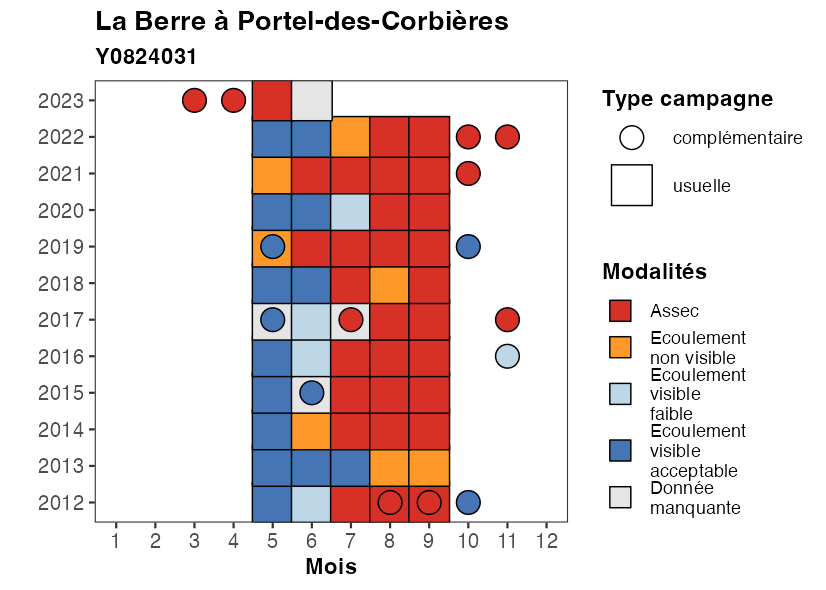 La Berre à Portel-des-Corbières
Y0824031
2023
2022
2021
2020
2019
2018
2017
2016
2015
2014
2013
2012
1 2 3 4 5 6 7 8 9 10 11 12
Mois
Type campagne
complémentaire
usuelle
Modalités
Assec
Ecoulement
non visible
Ecoulement
visible
faible
Ecoulement
visible
acceptable
Donnée
manquante